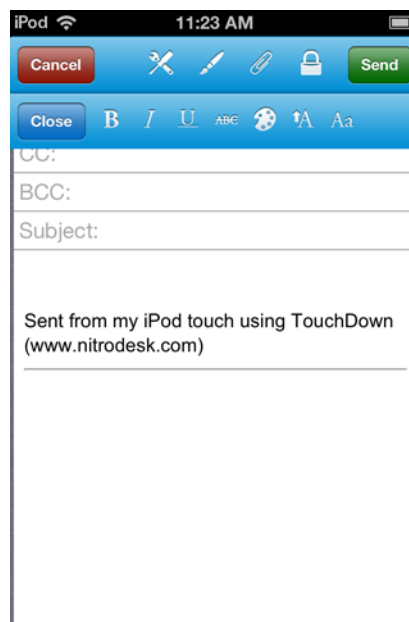 iPod 11:23 AM
Cancel Send
Close B I U ABC A Aa
CC:
BCC:
Subject:
Sent from my iPod touch using TouchDown
(www.nitrodesk.com)